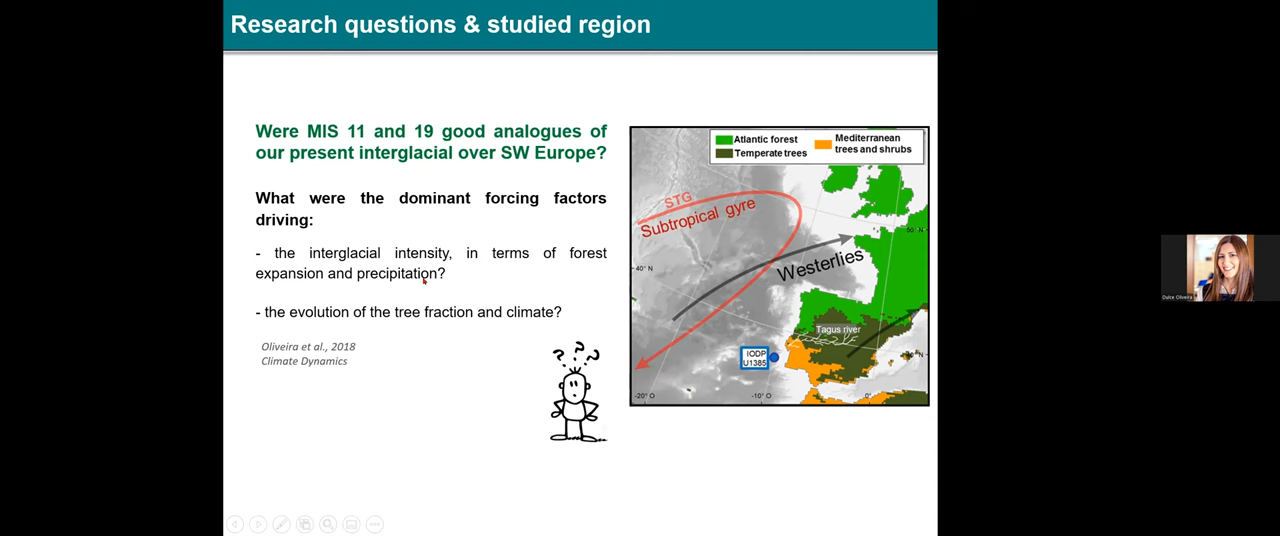 Research questions & studied region
Were MIS 11 and 19 good analogues of
our present interglacial over SW Europe?
What were the dominant forcing factors
driving:
- the interglacial intensity, in terms of forest
expansion and precipitation?
- the evolution of the tree fraction and climate?
Oliveira et al., 2018
Climate Dynamics
Atlantic forest
Temperate trees
Mediterranean
trees and shrubs
STG
Subtropical gyre
Westerlies
40° N
Tagus river
IODP
U1385
-20° O
-10° O
0°
Dulce Oliveira